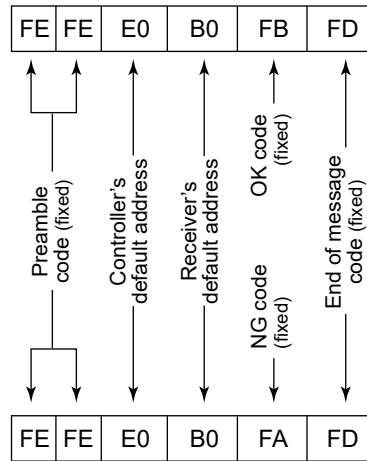 FE FE E0 B0 FB FD
Preamble
code (fixed)
Controller's
default address
Receiver's
default address
OK code
(fixed)
NG code
(fixed)
End of message
code (fixed)
FE FE E0 B0 FA FD